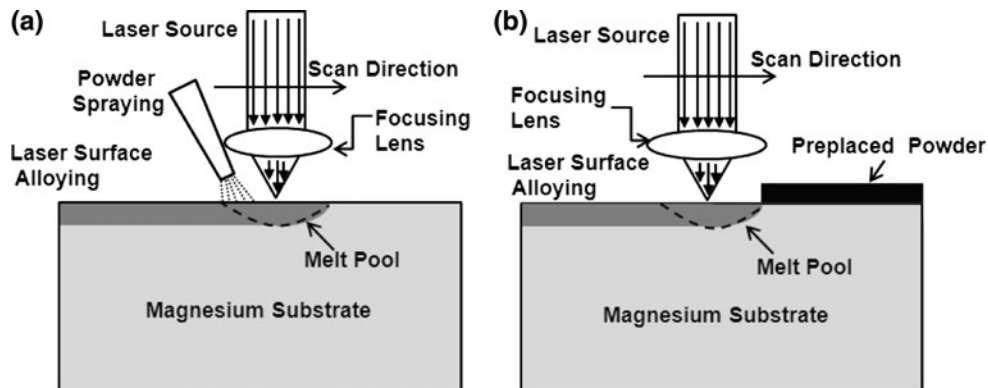 (a)
Laser Source
Powder
Spraying
Scan Direction
Focusing
Lens
Laser Surface
Alloying
Melt Pool
Magnesium Substrate
(b)
Laser Source
Scan Direction
Focusing
Lens
Preplaced Powder
Laser Surface
Alloying
Melt Pool
Magnesium Substrate